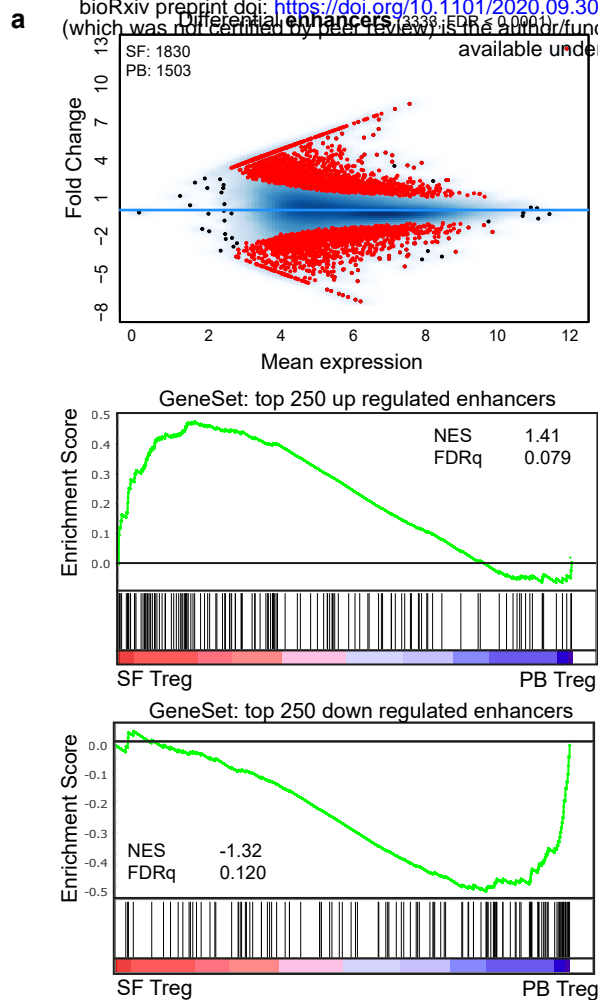 bioRxiv preprint doi: https://doi.org/10.1101/2020.09.30
a
Differential enhancers (3333, FDR ≤ 0.0001)
(which was not certified by peer review) is the author/func
available under
SF: 1830
PB: 1503
Fold Change
13
10
7
4
1
−2
−5
−8
0 2 4 6 8 10 12
Mean expression
GeneSet: top 250 up regulated enhancers
Enrichment Score
0.5
0.4
0.3
0.2
0.1
0.0
NES 1.41
FDRq 0.079
SF Treg PB Treg
GeneSet: top 250 down regulated enhancers
Enrichment Score
0.0
-0.1
-0.2
-0.3
-0.4
-0.5
NES -1.32
FDRq 0.120
SF Treg PB Treg